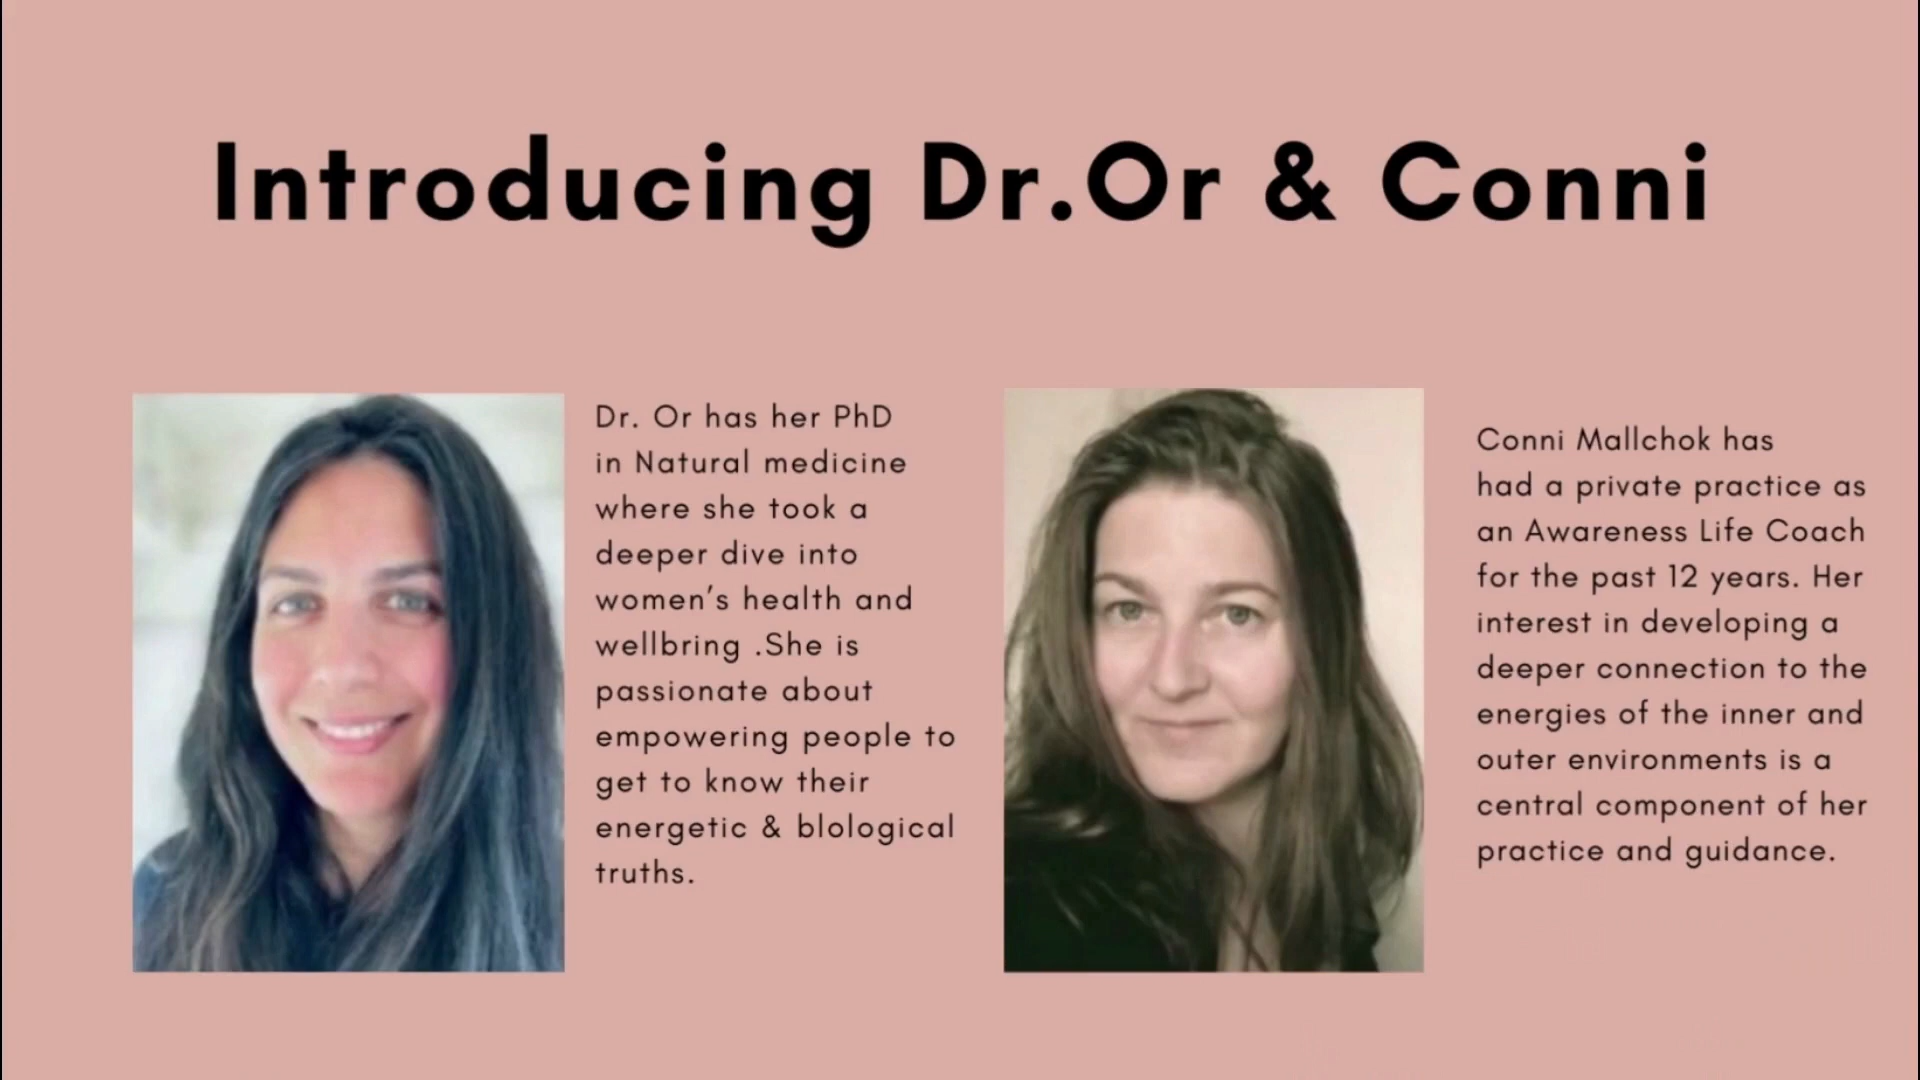 Introducing Dr.Or & Conni
Dr. Or has her PhD
in Natural medicine
where she took a
deeper dive into
women's health and
wellbring .She is
passionate about
empowering people to
get to know their
energetic & blological
truths.
Conni Mallchok has
had a private practice as
an Awareness Life Coach
for the past 12 years. Her
interest in developing a
deeper connection to the
energies of the inner and
outer environments is a
central component of her
practice and guidance.